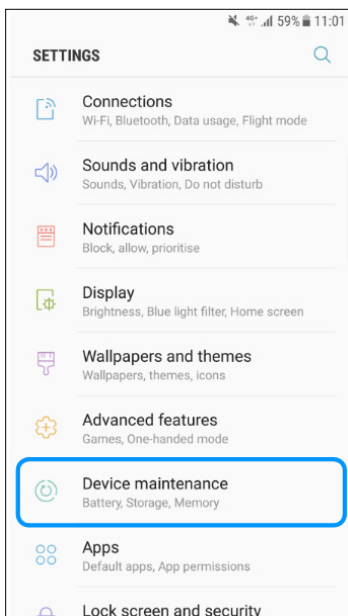 4G+ 59% 11:01
SETTINGS
Connections
Wi-Fi, Bluetooth, Data usage, Flight mode
Sounds and vibration
Sounds, Vibration, Do not disturb
Notifications
Block, allow, prioritise
Display
Brightness, Blue light filter, Home screen
Wallpapers and themes
Wallpapers, themes, icons
Advanced features
Games, One-handed mode
Device maintenance
Battery, Storage, Memory
Apps
Default apps, App permissions
Lock screen and security